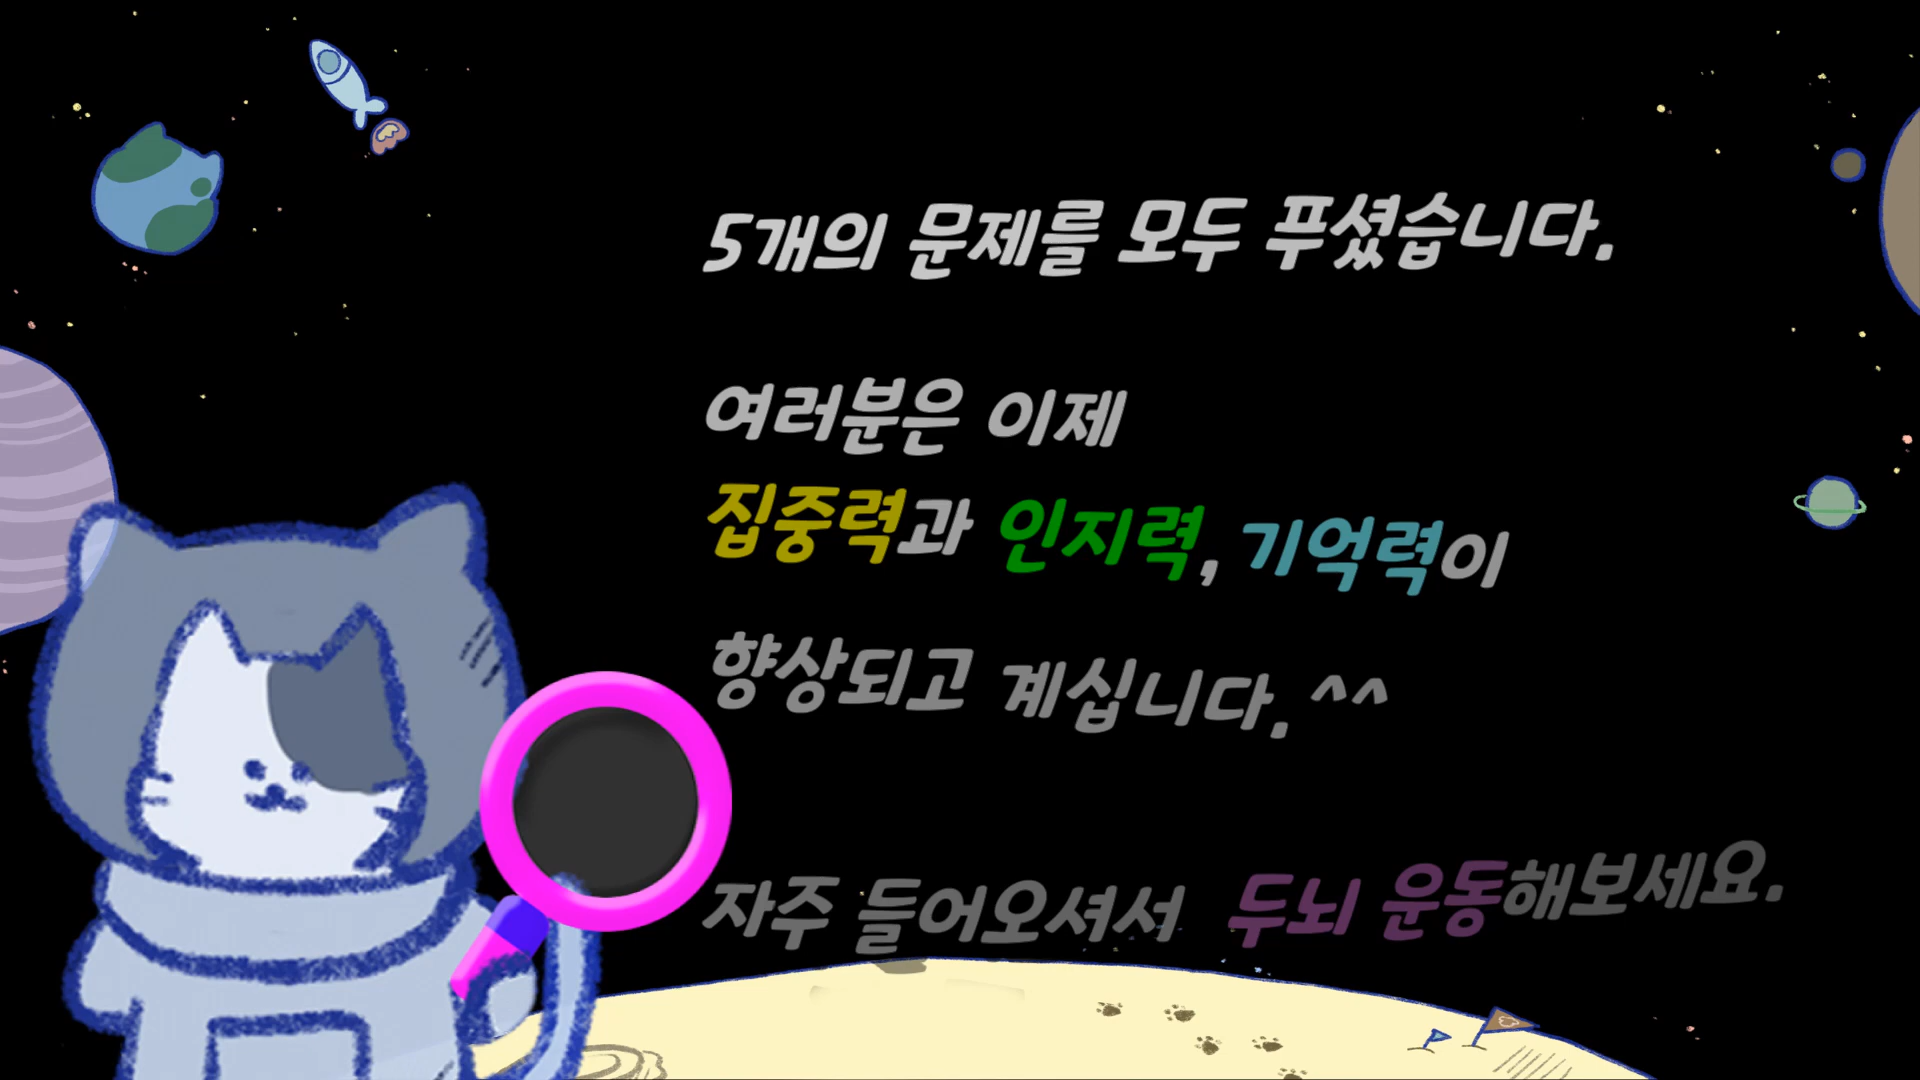 5개의 문제를 모두 푸셨습니다.
여러분은 이제
집중력과 인지력, 기억력이
향상되고 계십니다.^^
자주 들어오셔서 두뇌 운동해보세요.